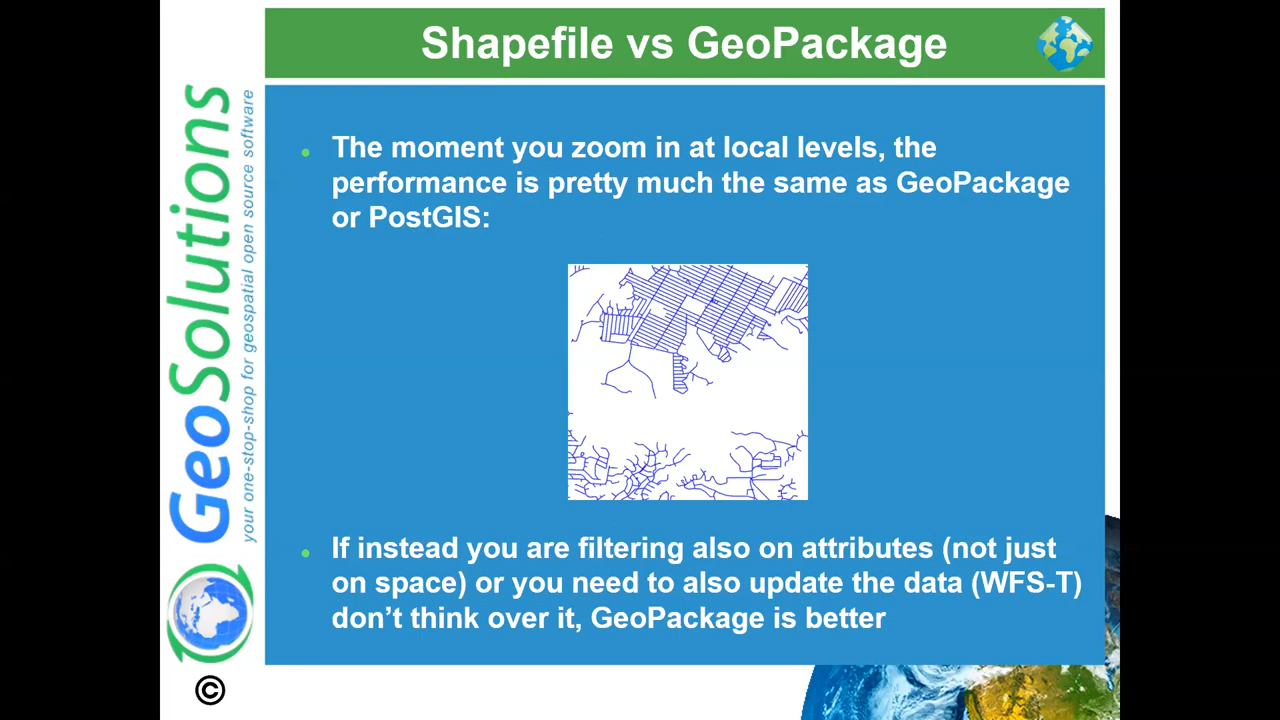 Shapefile vs GeoPackage
GeoSolutions
your one-stop-shop for geospatial open source software
©
• The moment you zoom in at local levels, the
performance is pretty much the same as GeoPackage
or PostGIS:
• If instead you are filtering also on attributes (not just
on space) or you need to also update the data (WFS-T)
don’t think over it, GeoPackage is better